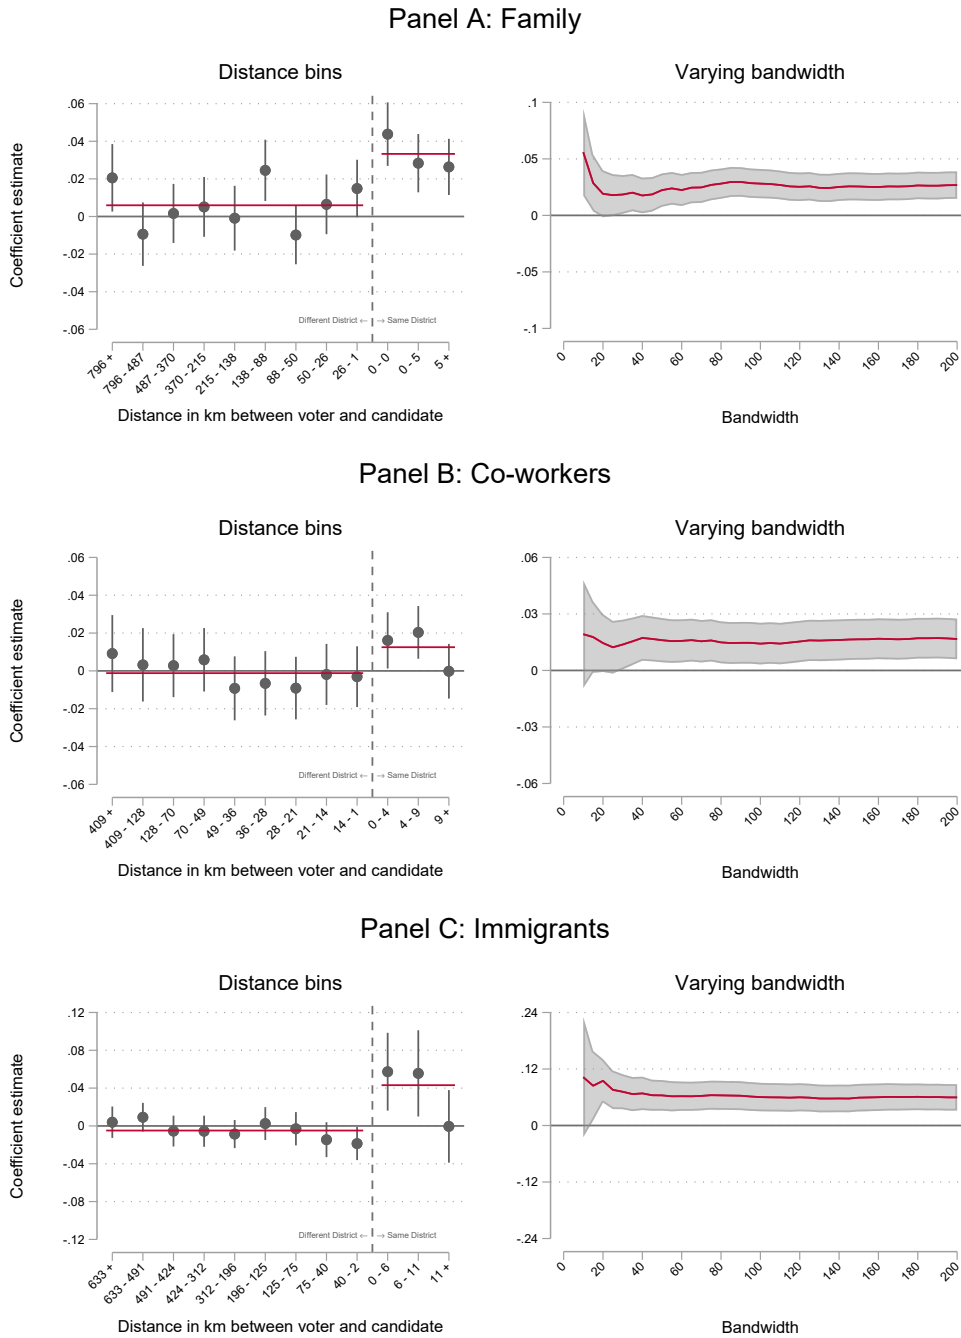 Panel A: Family
Distance bins
Coefficient estimate
.06
.04
.02
0
-.02
-.04
-.06
Different District ← → Same District
796 +
796 - 487
487 - 370
370 - 215
215 - 138
138 - 88
88 - 50
50 - 26
26 - 1
0 - 0
0 - 5
5 +
Distance in km between voter and candidate
Varying bandwidth
.1
.05
0
-.05
-.1
0 20 40 60 80 100 120 140 160 180 200
Bandwidth
Panel B: Co-workers
Distance bins
Coefficient estimate
.06
.04
.02
0
-.02
-.04
-.06
Different District ← → Same District
409 +
409 - 128
128 - 70
70 - 49
49 - 36
36 - 28
28 - 21
21 - 14
14 - 1
0 - 4
4 - 9
9 +
Distance in km between voter and candidate
Varying bandwidth
.06
.03
0
-.03
-.06
0 20 40 60 80 100 120 140 160 180 200
Bandwidth
Panel C: Immigrants
Distance bins
Coefficient estimate
.12
.08
.04
0
-.04
-.08
-.12
Different District ← → Same District
633 +
633 - 491
491 - 424
424 - 312
312 - 196
196 - 125
125 - 75
75 - 40
40 - 2
0 - 6
6 - 11
11 +
Distance in km between voter and candidate
Varying bandwidth
.24
.12
0
-.12
-.24
0 20 40 60 80 100 120 140 160 180 200
Bandwidth